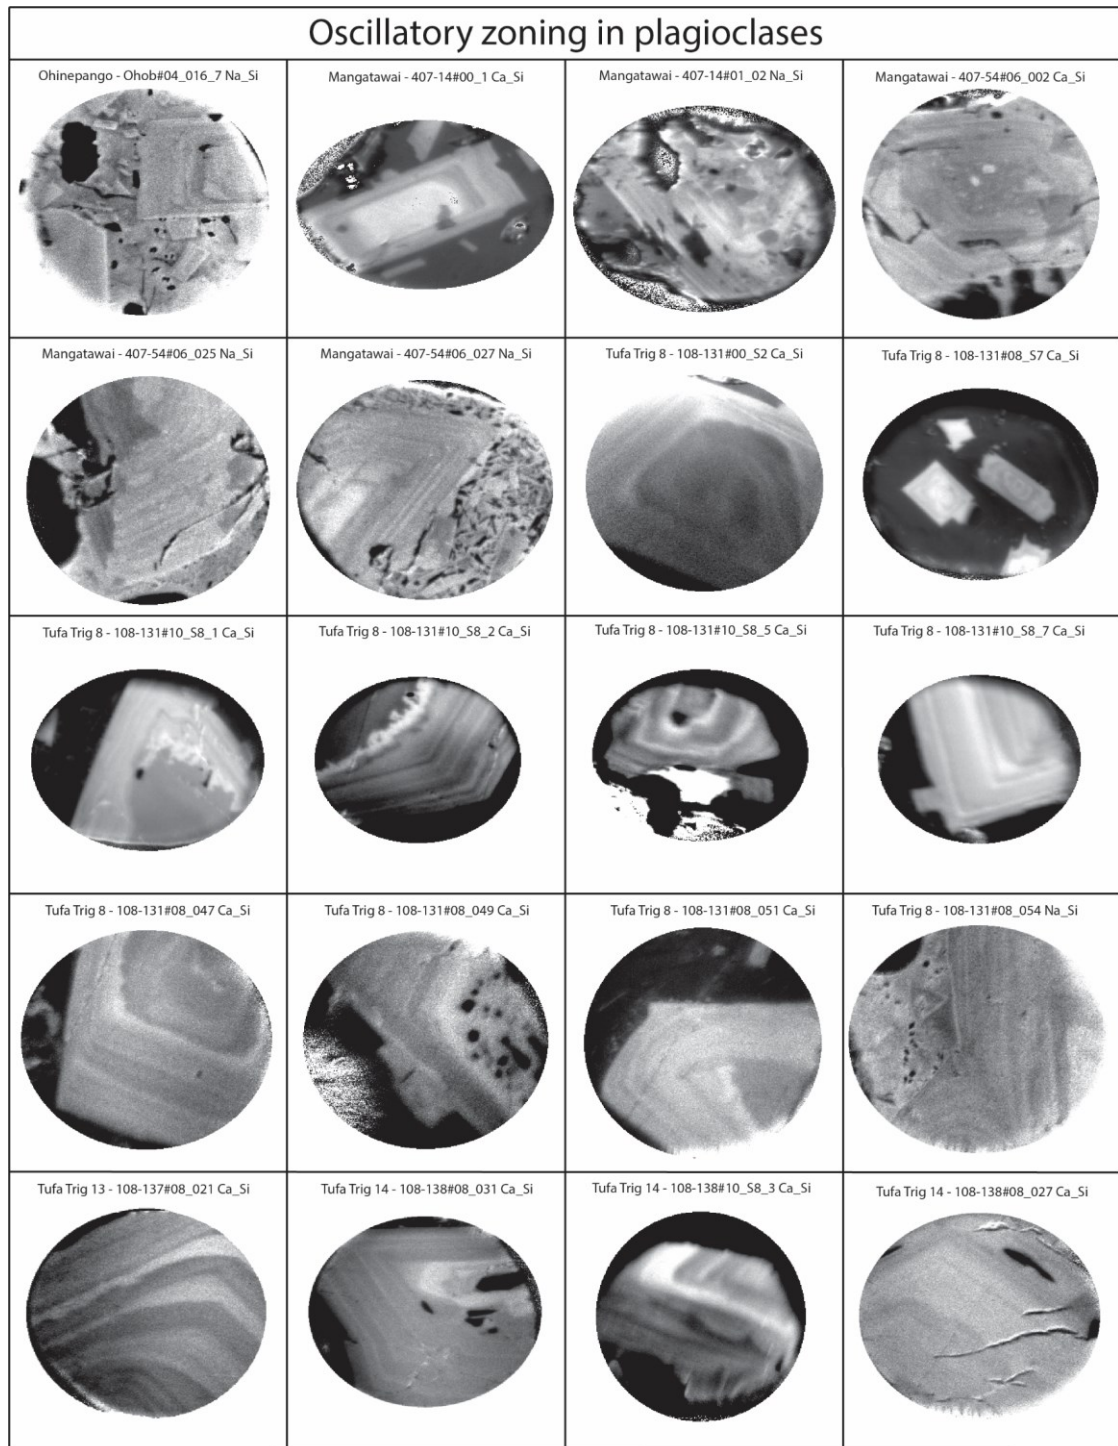 Oscillatory zoning in plagioclases
Ohinepango - Ohob#04_016_7 Na_Si
Mangatawai - 407-14#00_1 Ca_Si
Mangatawai - 407-14#01_02 Na_Si
Mangatawai - 407-54#06_002 Ca_Si
Mangatawai - 407-54#06_025 Na_Si
Mangatawai - 407-54#06_027 Na_Si
Tufa Trig 8 - 108-131#00_S2 Ca_Si
Tufa Trig 8 - 108-131#08_S7 Ca_Si
Tufa Trig 8 - 108-131#10_S8_1 Ca_Si
Tufa Trig 8 - 108-131#10_S8_2 Ca_Si
Tufa Trig 8 - 108-131#10_S8_5 Ca_Si
Tufa Trig 8 - 108-131#10_S8_7 Ca_Si
Tufa Trig 8 - 108-131#08_047 Ca_Si
Tufa Trig 8 - 108-131#08_049 Ca_Si
Tufa Trig 8 - 108-131#08_051 Ca_Si
Tufa Trig 8 - 108-131#08_054 Na_Si
Tufa Trig 13 - 108-137#08_021 Ca_Si
Tufa Trig 14 - 108-138#08_031 Ca_Si
Tufa Trig 14 - 108-138#10_S8_3 Ca_Si
Tufa Trig 14 - 108-138#08_027 Ca_Si